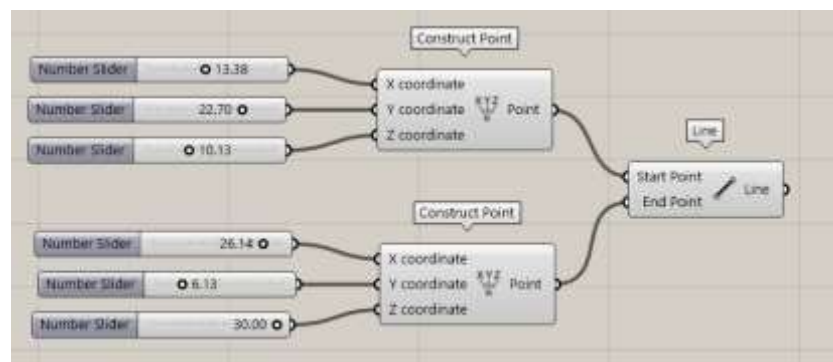 Construct Point
Number Slider 13.38
X coordinate
Number Slider 22.70
Y coordinate XYZ Point
Number Slider 10.13
Z coordinate
Line
Start Point
End Point Line
Construct Point
Number Slider 26.14
X coordinate
Number Slider 6.13
Y coordinate XYZ Point
Number Slider 30.00
Z coordinate